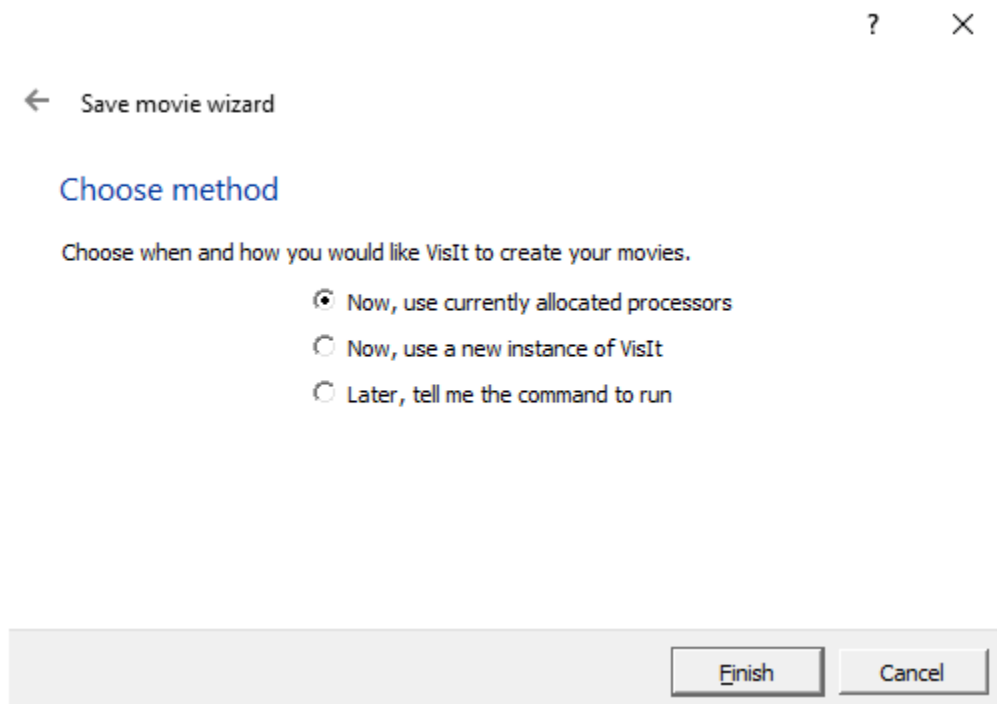 ?
Save movie wizard
Choose method
Choose when and how you would like VisIt to create your movies.
Now, use currently allocated processors
Now, use a new instance of VisIt
Later, tell me the command to run
Finish Cancel